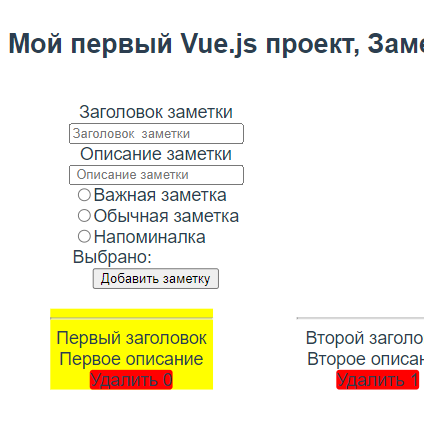 Мой первый Vue.js проект, Заме
Заголовок заметки
Заголовок заметки
Описание заметки
Описание заметки
Важная заметка
Обычная заметка
Напоминалка
Выбрано:
Добавить заметку
Первый заголовок
Первое описание
Удалить 0
Второй заголо
Второе описан
Удалить 1